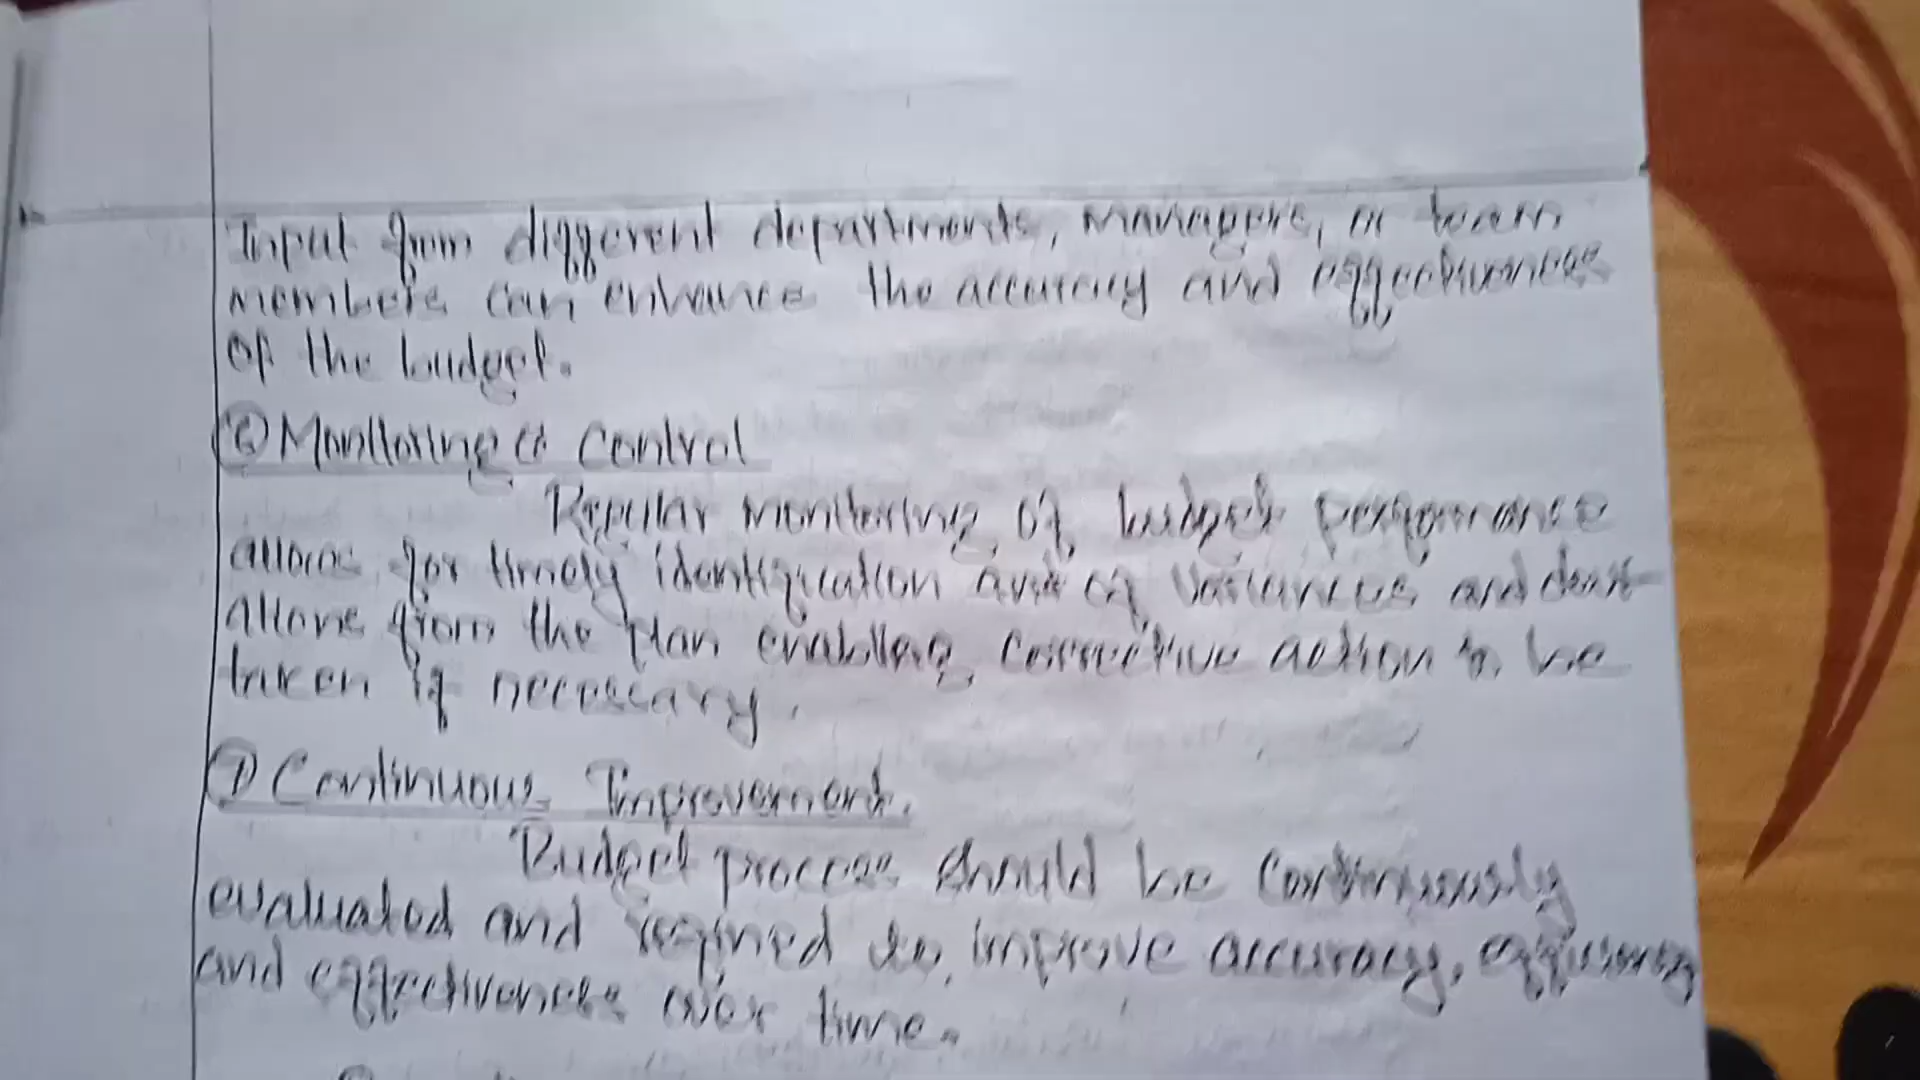 Input from different departments, managers, or team
members can enhance the accuracy and effectiveness
of the budget.
⑥ Monitoring & Control
Regular monitoring of budget performance
allows for timely identification and of variances and devi-
ations from the plan enabling corrective action to be
taken if necessary.
⑦ Continuous Improvement.
Budget process should be continuously
evaluated and refined to improve accuracy, efficiency
and effectiveness over time.